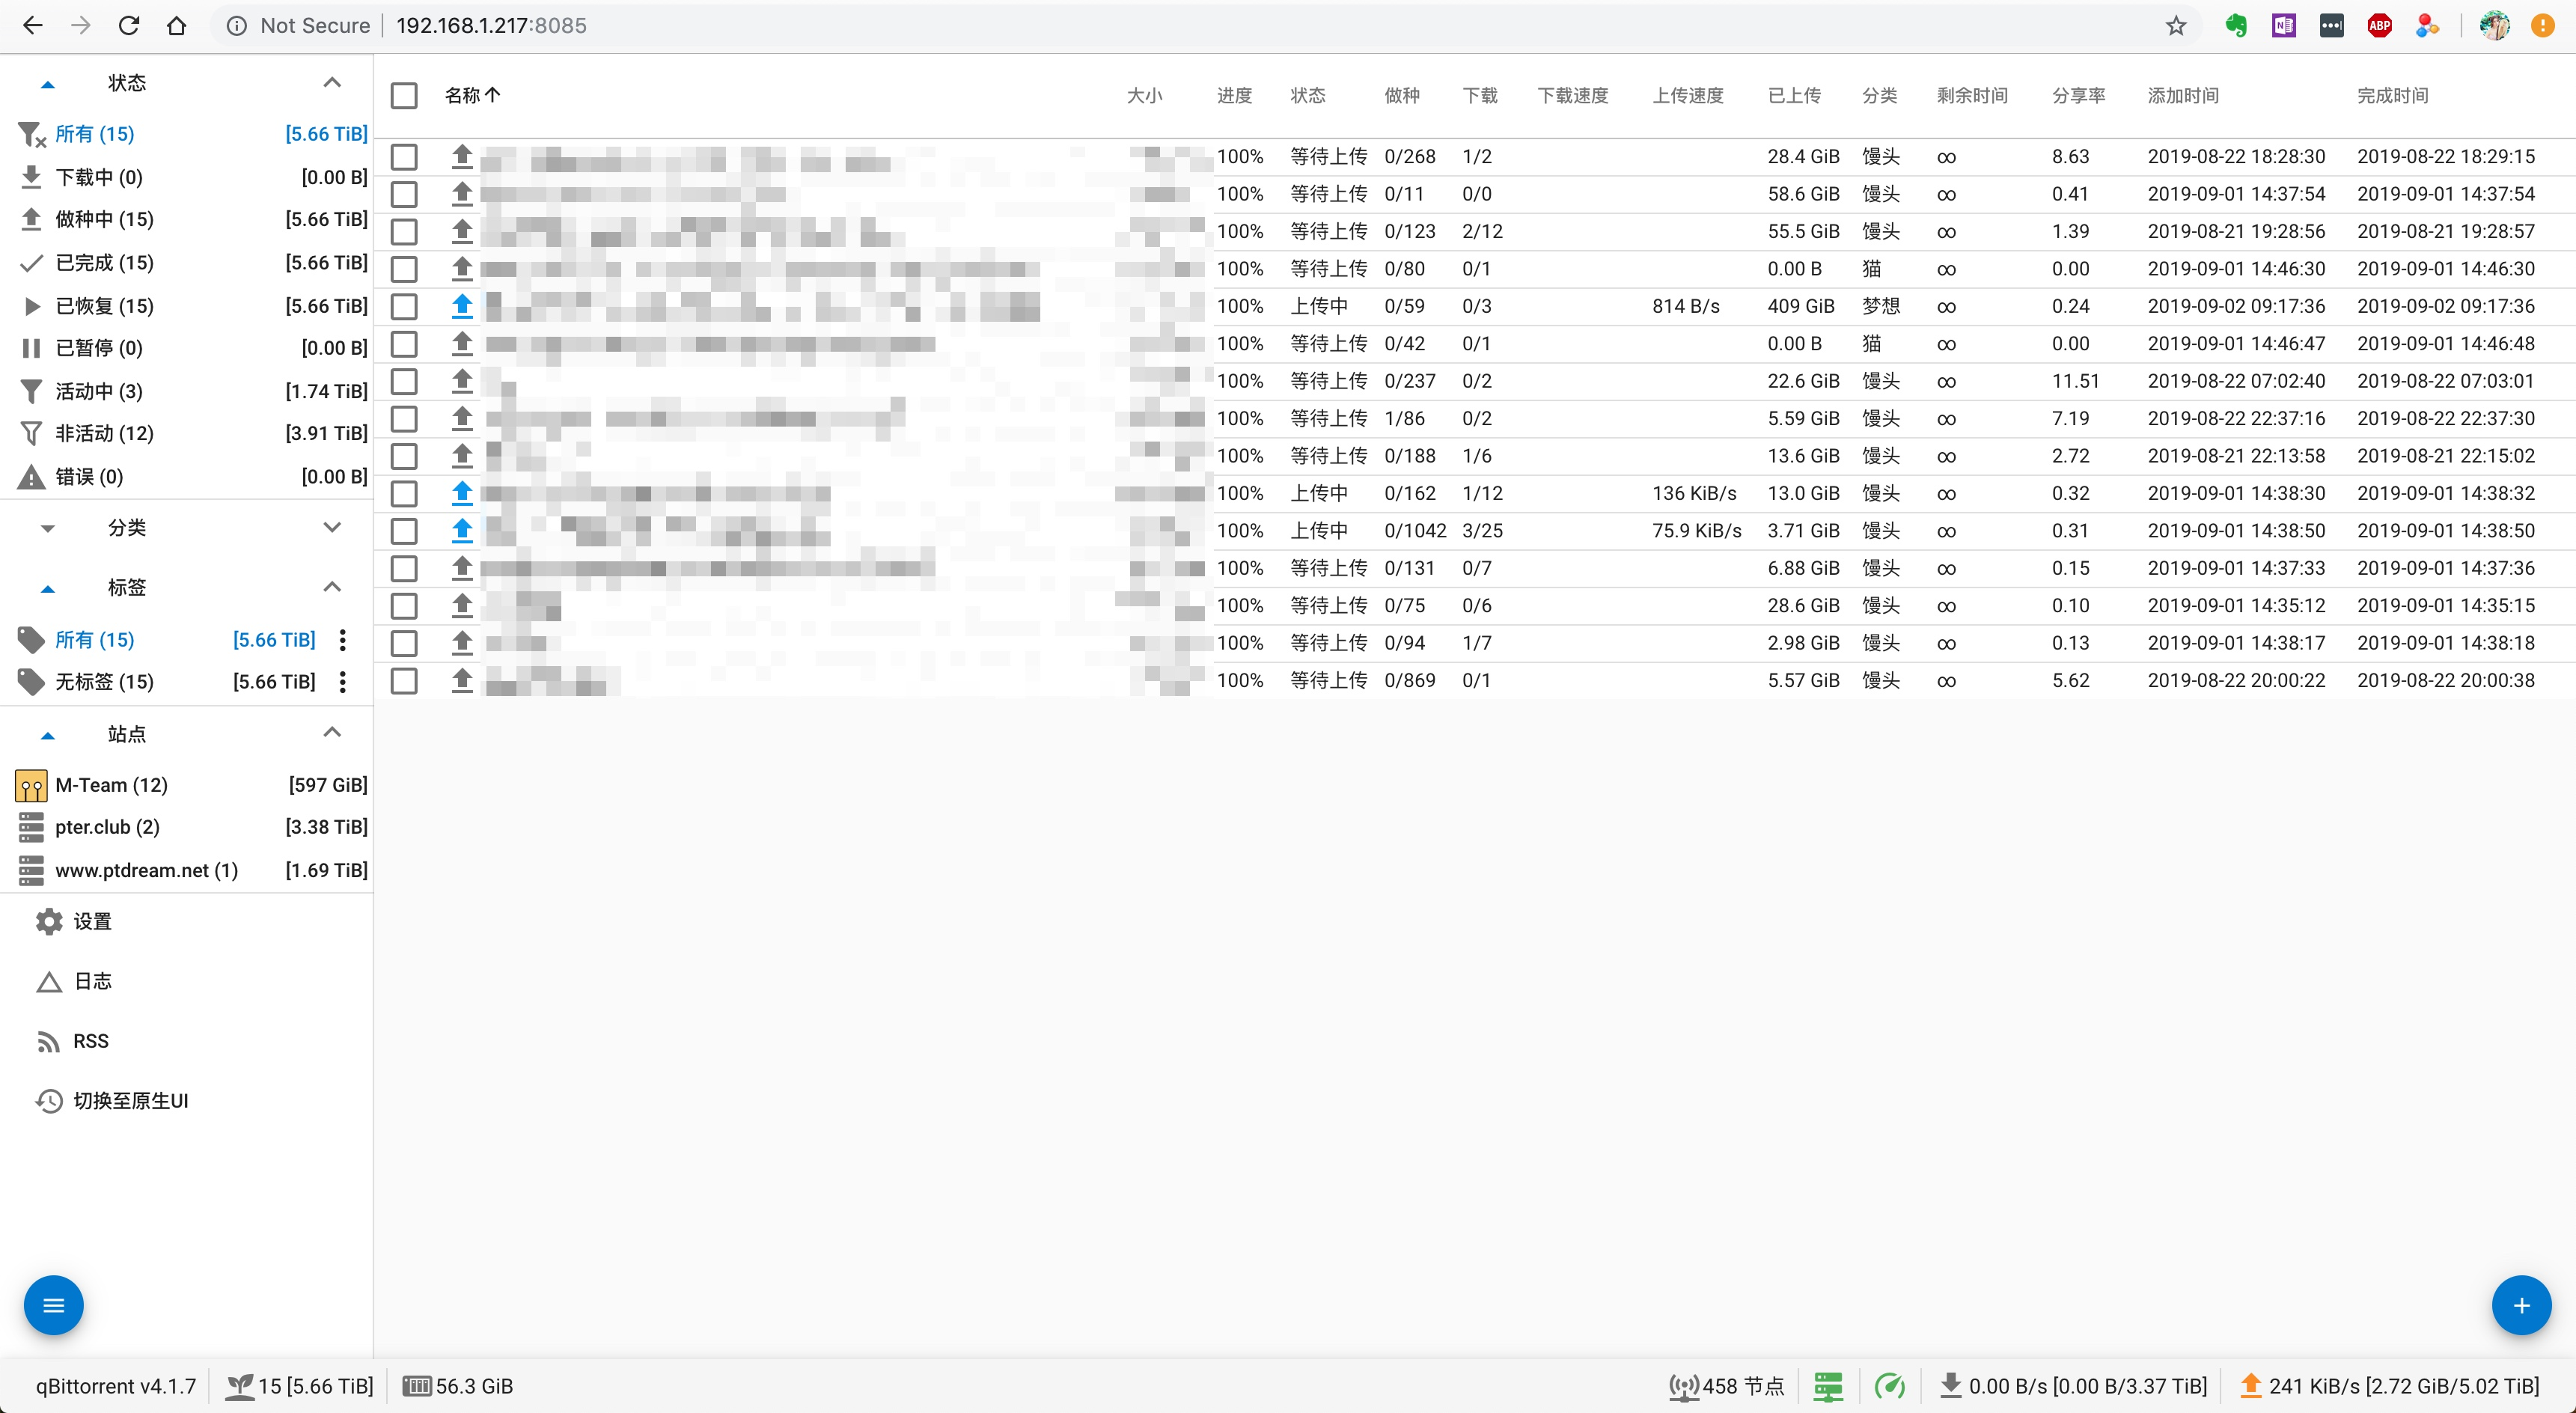 Not Secure 192.168.1.217:8085
ABP
状态
所有 (15) [5.66 TiB]
下载中 (0) [0.00 B]
做种中 (15) [5.66 TiB]
已完成 (15) [5.66 TiB]
已恢复 (15) [5.66 TiB]
已暂停 (0) [0.00 B]
活动中 (3) [1.74 TiB]
非活动 (12) [3.91 TiB]
错误 (0) [0.00 B]
分类
标签
所有 (15) [5.66 TiB]
无标签 (15) [5.66 TiB]
站点
M-Team (12) [597 GiB]
pter.club (2) [3.38 TiB]
www.ptdream.net (1) [1.69 TiB]
设置
日志
RSS
切换至原生UI
名称 大小 进度 状态 做种 下载 下载速度 上传速度 已上传 分类 剩余时间 分享率 添加时间 完成时间
100% 等待上传 0/268 1/2 28.4 GiB 馒头 ∞ 8.63 2019-08-22 18:28:30 2019-08-22 18:29:15
100% 等待上传 0/11 0/0 58.6 GiB 馒头 ∞ 0.41 2019-09-01 14:37:54 2019-09-01 14:37:54
100% 等待上传 0/123 2/12 55.5 GiB 馒头 ∞ 1.39 2019-08-21 19:28:56 2019-08-21 19:28:57
100% 等待上传 0/80 0/1 0.00 B 猫 ∞ 0.00 2019-09-01 14:46:30 2019-09-01 14:46:30
100% 上传中 0/59 0/3 814 B/s 409 GiB 梦想 ∞ 0.24 2019-09-02 09:17:36 2019-09-02 09:17:36
100% 等待上传 0/42 0/1 0.00 B 猫 ∞ 0.00 2019-09-01 14:46:47 2019-09-01 14:46:48
100% 等待上传 0/237 0/2 22.6 GiB 馒头 ∞ 11.51 2019-08-22 07:02:40 2019-08-22 07:03:01
100% 等待上传 1/86 0/2 5.59 GiB 馒头 ∞ 7.19 2019-08-22 22:37:16 2019-08-22 22:37:30
100% 等待上传 0/188 1/6 13.6 GiB 馒头 ∞ 2.72 2019-08-21 22:13:58 2019-08-21 22:15:02
100% 上传中 0/162 1/12 136 KiB/s 13.0 GiB 馒头 ∞ 0.32 2019-09-01 14:38:30 2019-09-01 14:38:32
100% 上传中 0/1042 3/25 75.9 KiB/s 3.71 GiB 馒头 ∞ 0.31 2019-09-01 14:38:50 2019-09-01 14:38:50
100% 等待上传 0/131 0/7 6.88 GiB 馒头 ∞ 0.15 2019-09-01 14:37:33 2019-09-01 14:37:36
100% 等待上传 0/75 0/6 28.6 GiB 馒头 ∞ 0.10 2019-09-01 14:35:12 2019-09-01 14:35:15
100% 等待上传 0/94 1/7 2.98 GiB 馒头 ∞ 0.13 2019-09-01 14:38:17 2019-09-01 14:38:18
100% 等待上传 0/869 0/1 5.57 GiB 馒头 ∞ 5.62 2019-08-22 20:00:22 2019-08-22 20:00:38
qBittorrent v4.1.7 15 [5.66 TiB] 56.3 GiB 458 节点 0.00 B/s [0.00 B/3.37 TiB] 241 KiB/s [2.72 GiB/5.02 TiB]